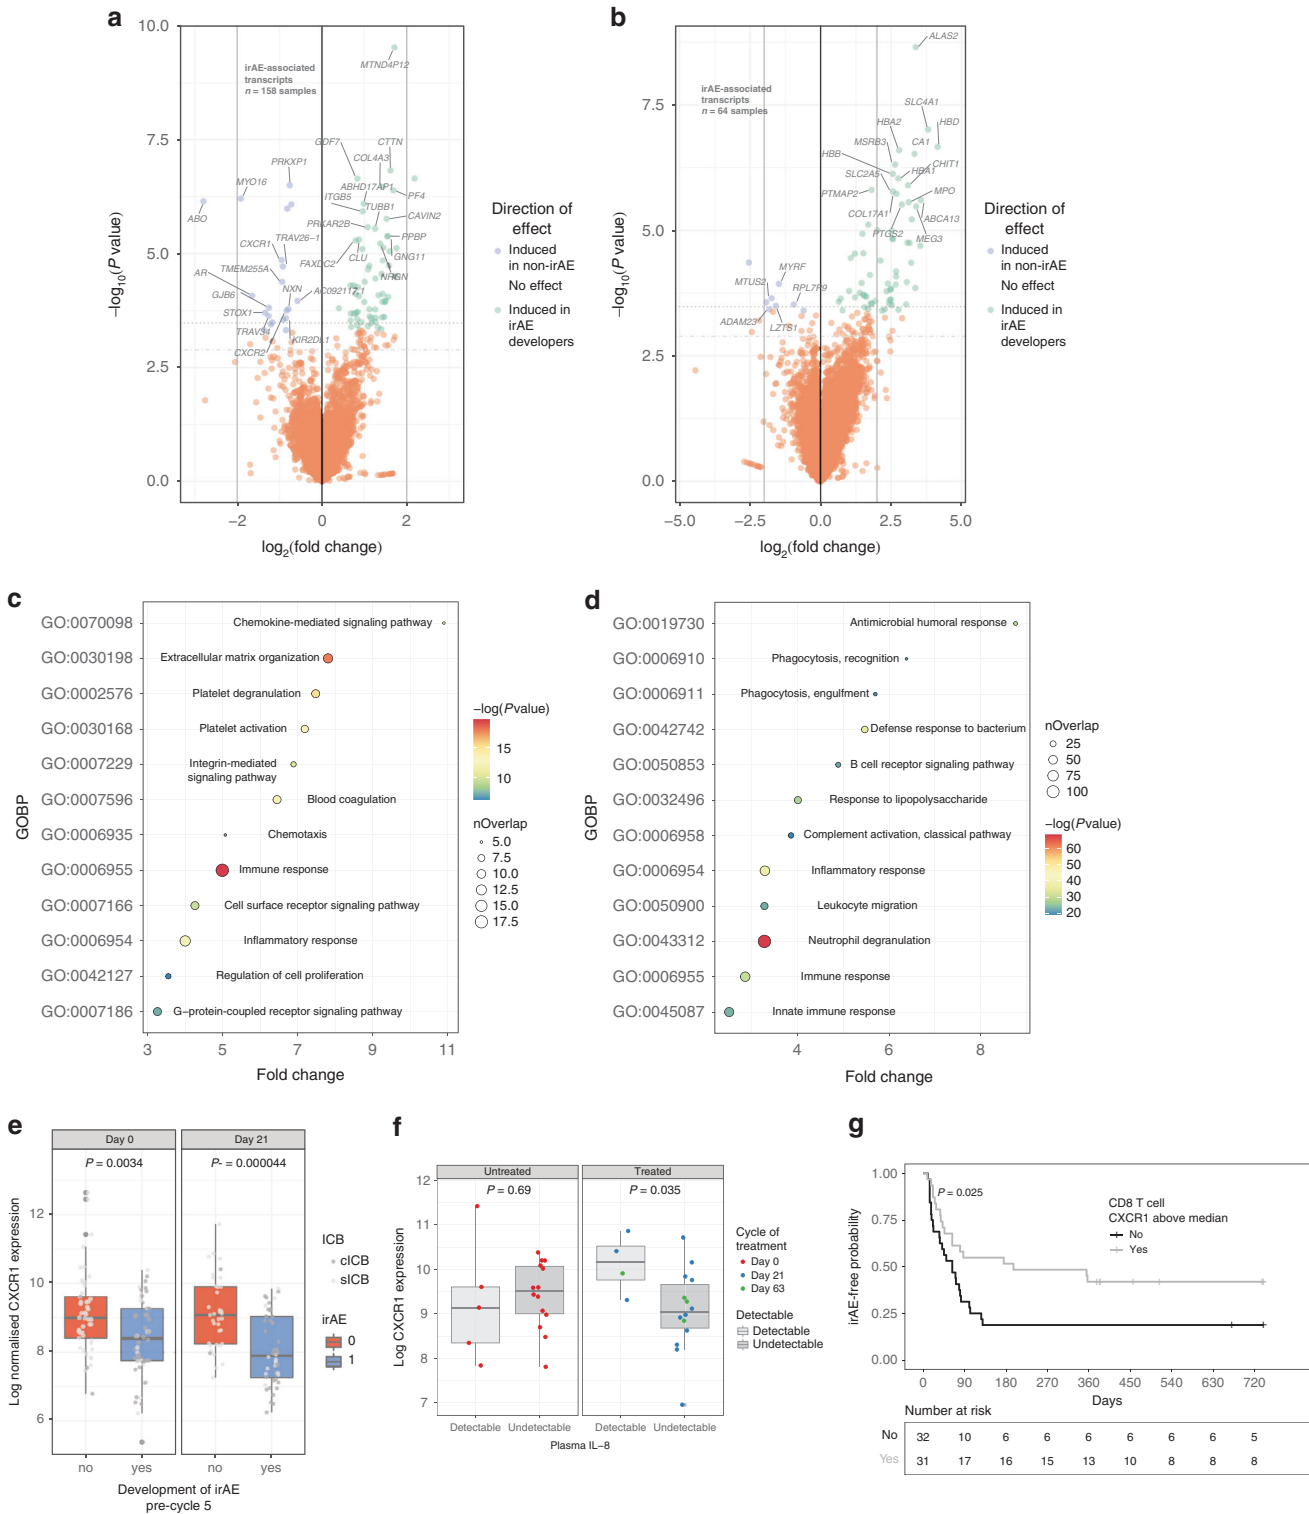 a
10.0
7.5
5.0
2.5
0.0
−log10(P value)
irAE-associated
transcripts
n = 158 samples
MTND4P12
GDF7
CTTN
COL4A3
PRKXP1
MYO16
ABHD17AP1
ITGB5
PF4
ABO
TUBB1
CAVIN2
PRKAR2B
TRAV26−1
CXCR1
PPBP
FAXDC2
CLU
GNG11
AR
TMEM255A
NRGN
NXN
AC092117.1
GJB6
STOX1
TRAV34
KIR2DL1
CXCR2
−2
0
2
log2(fold change)
Direction of
effect
Induced
in non-irAE
No effect
Induced in
irAE
developers
b
7.5
5.0
2.5
0.0
−log10(P value)
irAE-associated
transcripts
n = 64 samples
ALAS2
SLC4A1
HBA2
HBD
MSRB3
CA1
HBB
CHIT1
SLC2A5
HBA1
PTMAP2
MPO
COL17A1
ABCA13
PTGS2
MEG3
MYRF
MTUS2
RPL7P9
ADAM23
LZTS1
−5.0
−2.5
0.0
2.5
5.0
log2(fold change)
Direction of
effect
Induced
in non-irAE
No effect
Induced in
irAE
developers
c
GOBP
GO:0070098
Chemokine-mediated signaling pathway
GO:0030198
Extracellular matrix organization
GO:0002576
Platelet degranulation
GO:0030168
Platelet activation
GO:0007229
Integrin-mediated
signaling pathway
GO:0007596
Blood coagulation
GO:0006935
Chemotaxis
GO:0006955
Immune response
GO:0007166
Cell surface receptor signaling pathway
GO:0006954
Inflammatory response
GO:0042127
Regulation of cell proliferation
GO:0007186
G−protein-coupled receptor signaling pathway
3
5
7
9
11
Fold change
−log(Pvalue)
15
10
nOverlap
5.0
7.5
10.0
12.5
15.0
17.5
d
GOBP
GO:0019730
Antimicrobial humoral response
GO:0006910
Phagocytosis, recognition
GO:0006911
Phagocytosis, engulfment
GO:0042742
Defense response to bacterium
GO:0050853
B cell receptor signaling pathway
GO:0032496
Response to lipopolysaccharide
GO:0006958
Complement activation, classical pathway
GO:0006954
Inflammatory response
GO:0050900
Leukocyte migration
GO:0043312
Neutrophil degranulation
GO:0006955
Immune response
GO:0045087
Innate immune response
4
6
8
Fold change
nOverlap
25
50
75
100
−log(Pvalue)
60
50
40
30
20
e
Log normalised CXCR1 expression
Day 0
Day 21
P = 0.0034
P- = 0.000044
12
10
8
6
no
yes
no
yes
Development of irAE
pre-cycle 5
ICB
cICB
sICB
irAE
0
1
f
Log CXCR1 expression
Untreated
Treated
P = 0.69
P = 0.035
12
11
10
9
8
7
Detectable
Undetectable
Detectable
Undetectable
Plasma IL−8
Cycle of
treatment
Day 0
Day 21
Day 63
Detectable
Detectable
Undetectable
g
irAE-free probability
1.00
0.75
0.50
0.25
0.00
P = 0.025
CD8 T cell
CXCR1 above median
No
Yes
0
90
180
270
360
450
540
630
720
Days
Number at risk
No 32 10 6 6 6 6 6 6 5
Yes 31 17 16 15 13 10 8 8 8